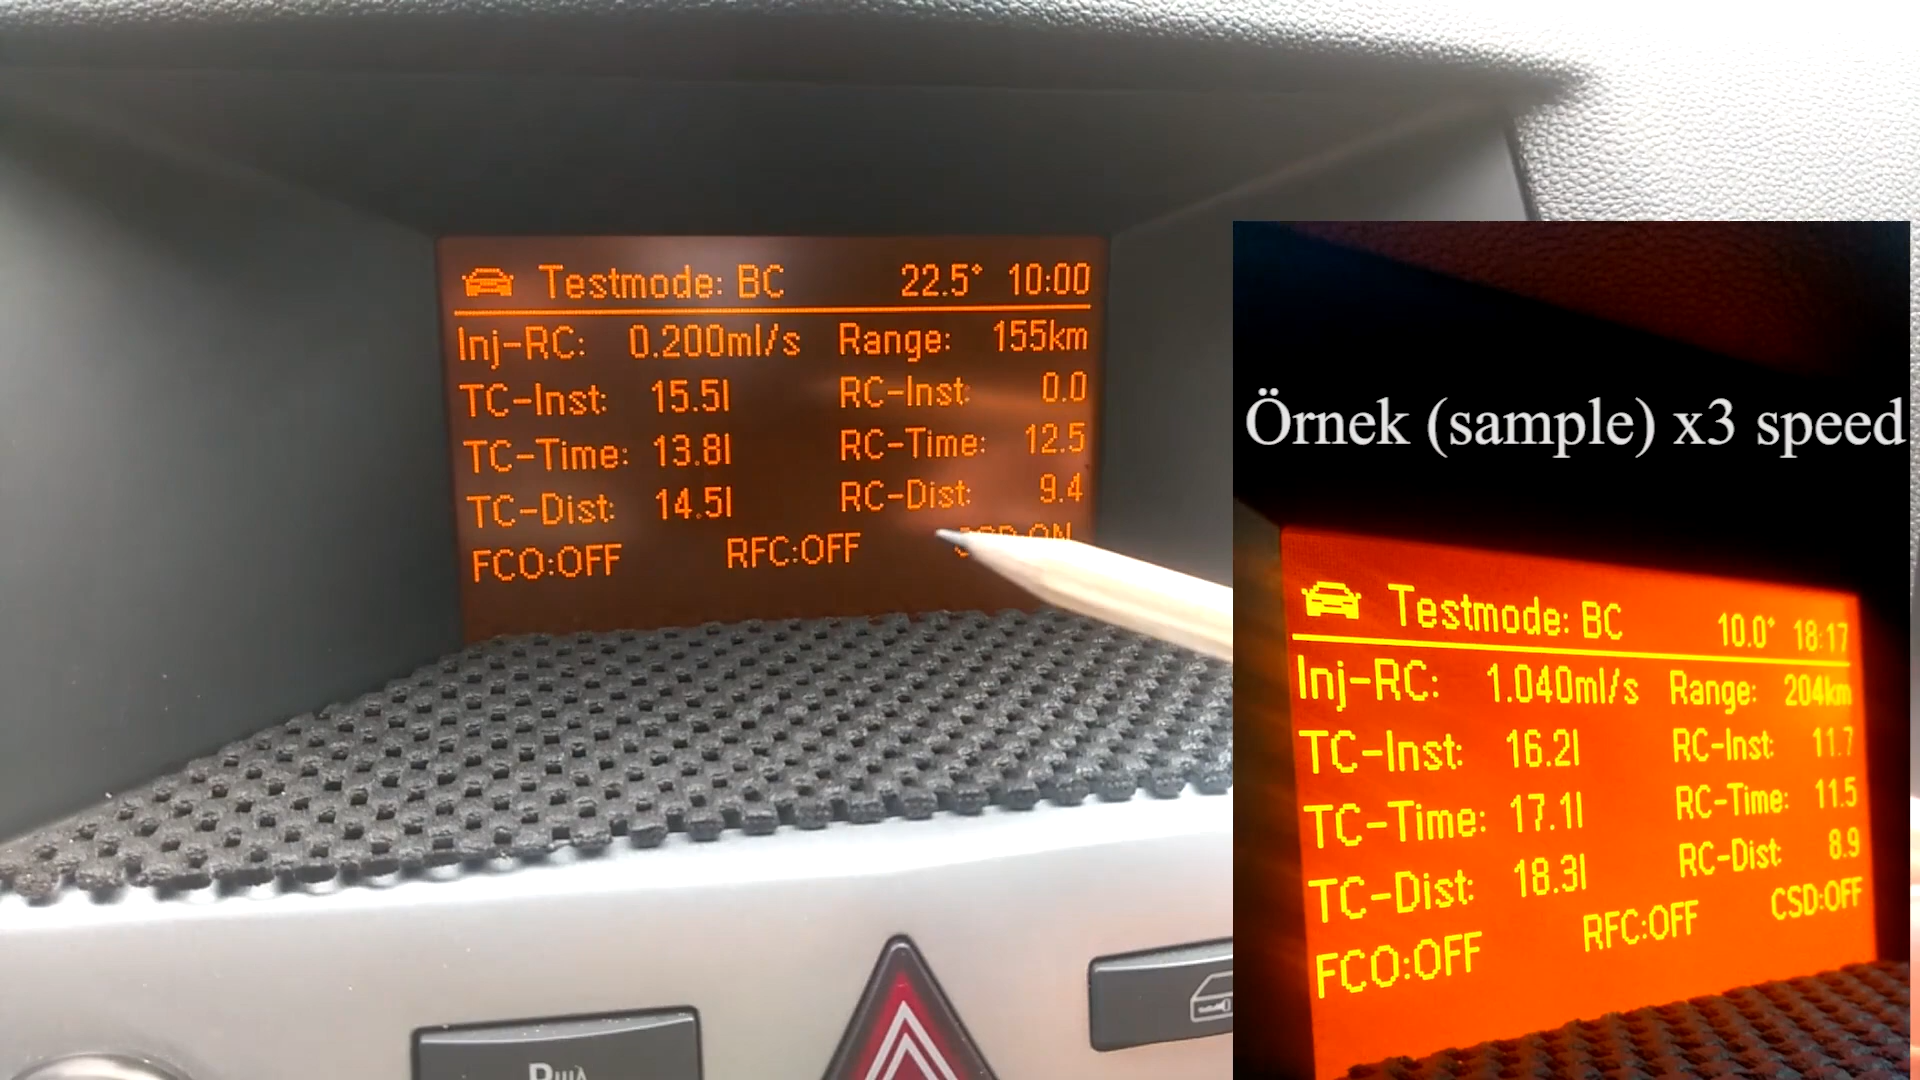 Testmode: BC 22.5° 10:00
Inj-RC: 0.200ml/s Range: 155km
TC-Inst: 15.5l RC-Inst: 0.0
TC-Time: 13.8l RC-Time: 12.5
TC-Dist: 14.5l RC-Dist: 9.4
FCO:OFF RFC:OFF CSD:ON
Örnek (sample) x3 speed
Testmode: BC 10.0° 18:17
Inj-RC: 1.040ml/s Range: 204km
TC-Inst: 16.2l RC-Inst: 11.7
TC-Time: 17.1l RC-Time: 11.5
TC-Dist: 18.3l RC-Dist: 8.9
FCO:OFF RFC:OFF CSD:OFF
P